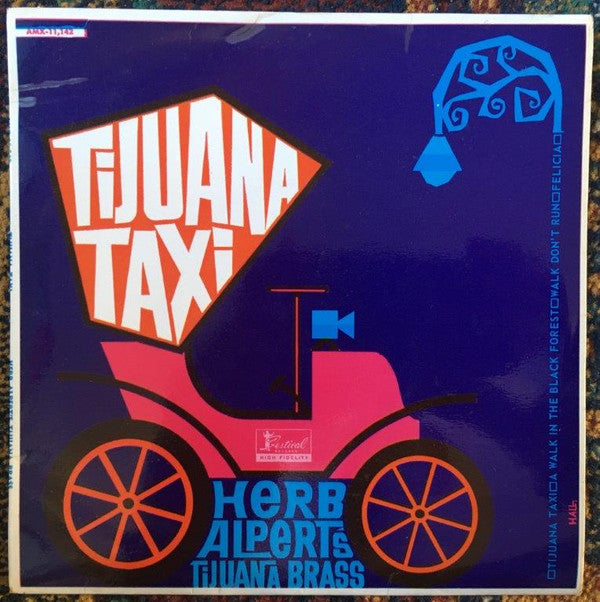 AMX-11,142
TIJUANA
TAXI
Festival
RECORDS
HIGH FIDELITY
HERB
ALPERT'S
TIJUANA BRASS
□TIJUANA TAXI□A WALK IN THE BLACK FOREST□WALK DON'T RUN□FELICIA□
HALL